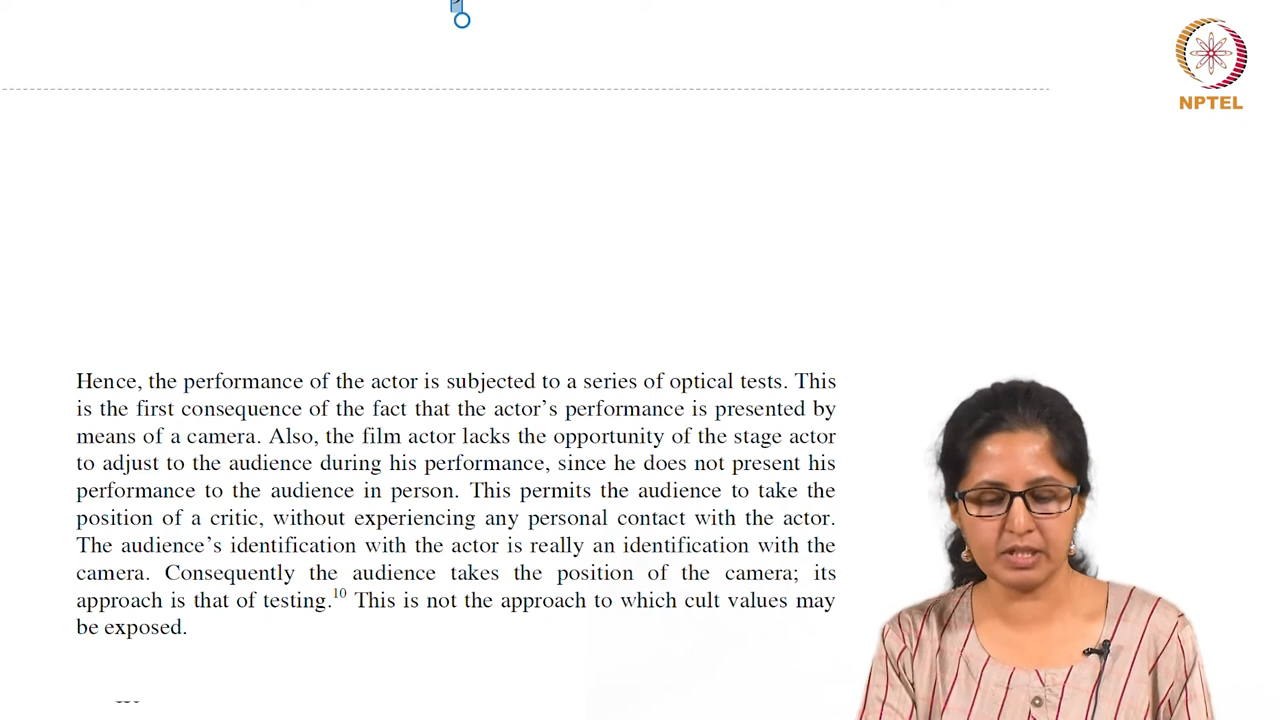 NPTEL
Hence, the performance of the actor is subjected to a series of optical tests. This
is the first consequence of the fact that the actor’s performance is presented by
means of a camera. Also, the film actor lacks the opportunity of the stage actor
to adjust to the audience during his performance, since he does not present his
performance to the audience in person. This permits the audience to take the
position of a critic, without experiencing any personal contact with the actor.
The audience’s identification with the actor is really an identification with the
camera. Consequently the audience takes the position of the camera; its
approach is that of testing.10 This is not the approach to which cult values may
be exposed.